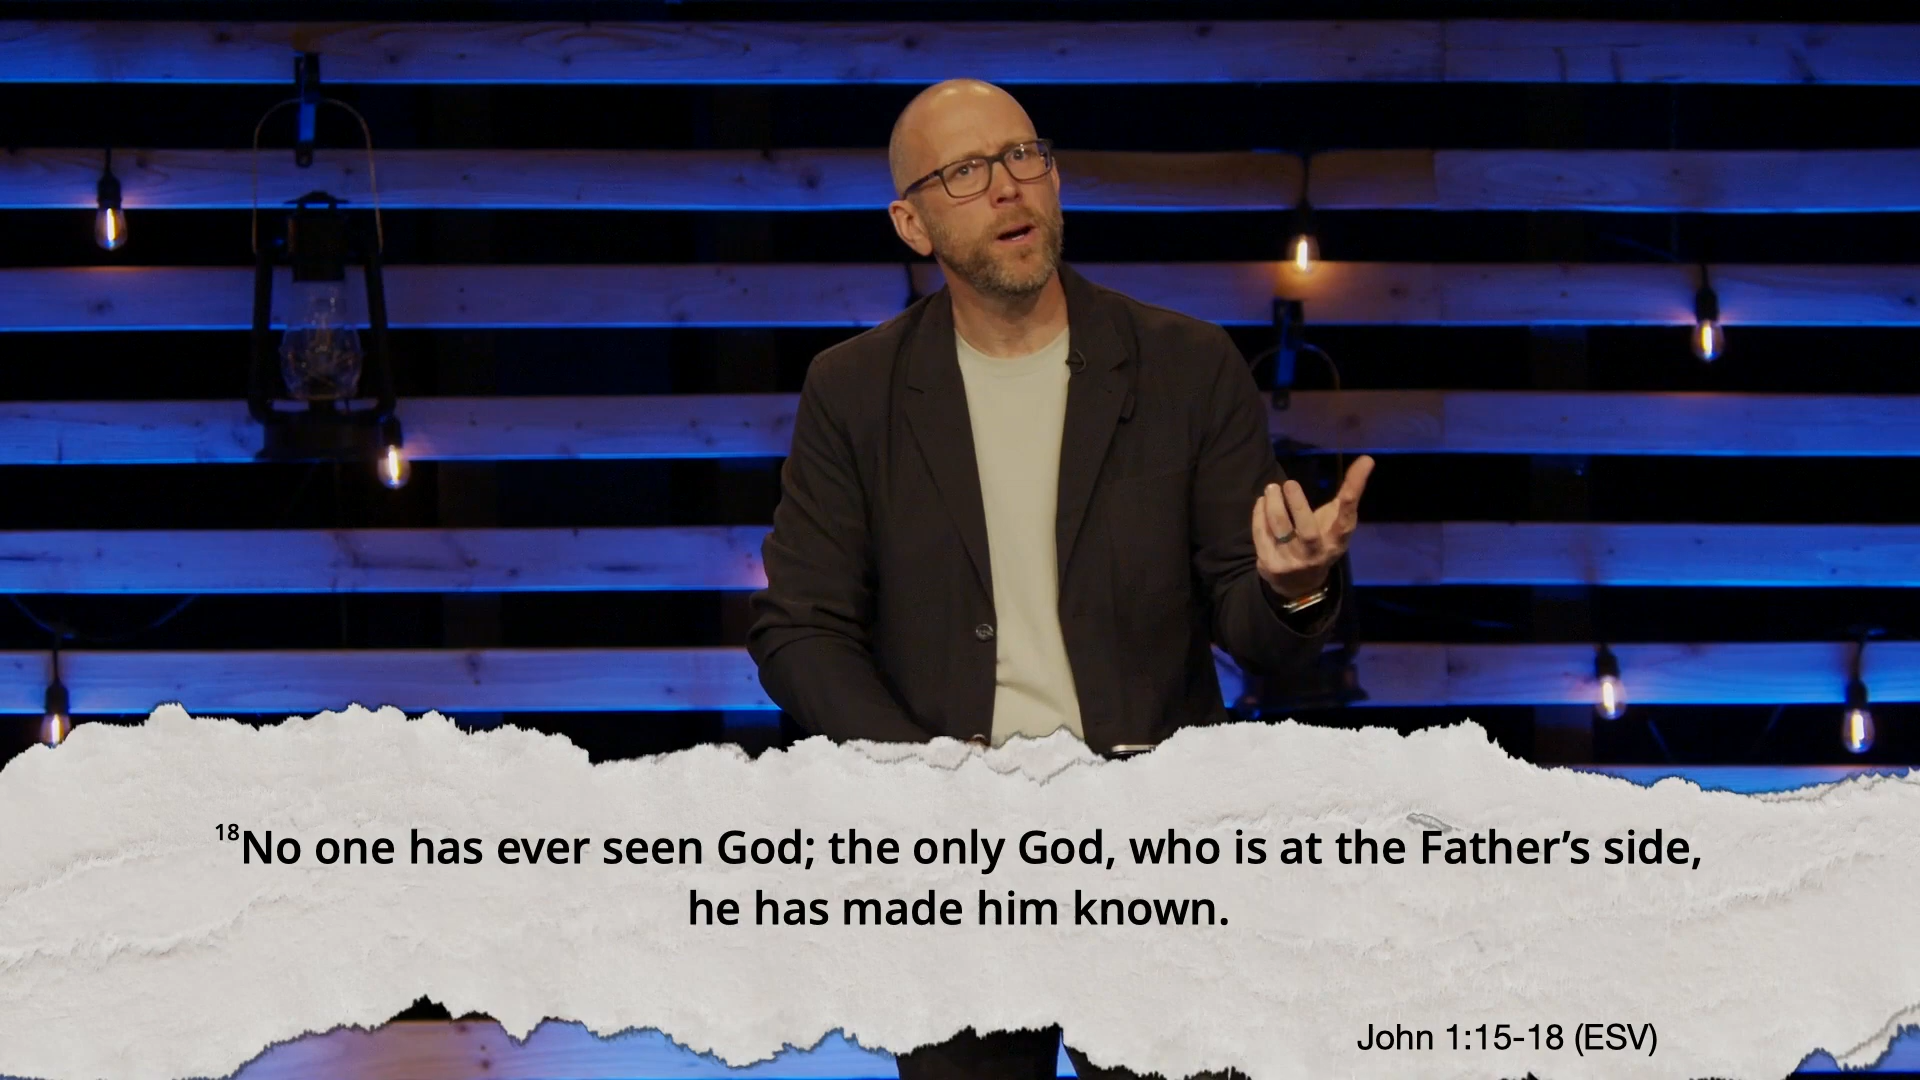 18No one has ever seen God; the only God, who is at the Father’s side,
he has made him known.
John 1:15-18 (ESV)